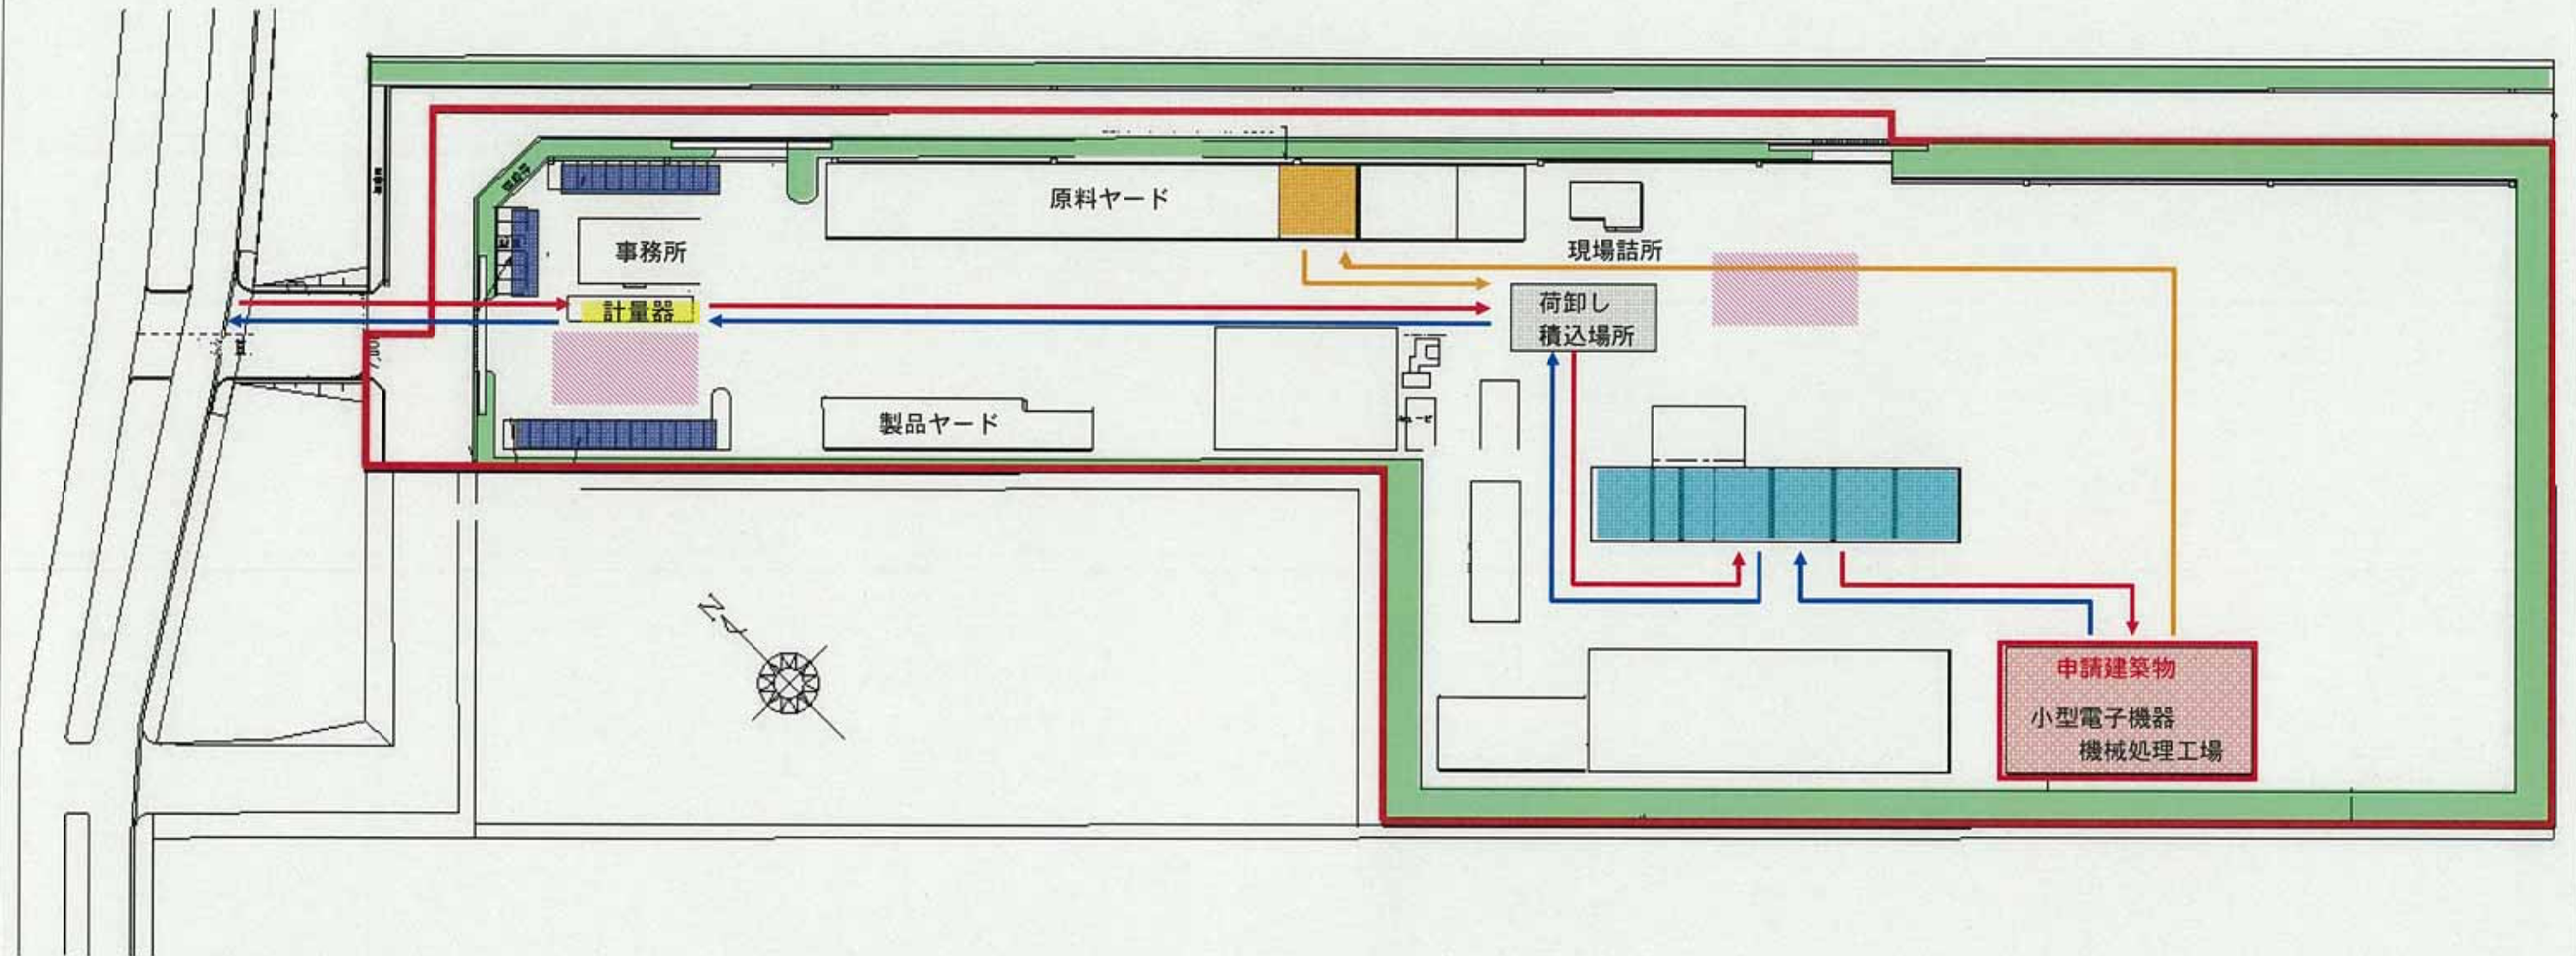 原料ヤード
事務所
現場詰所
計量器
荷卸し
積込場所
製品ヤード
N
申請建築物
小型電子機器
機械処理工場